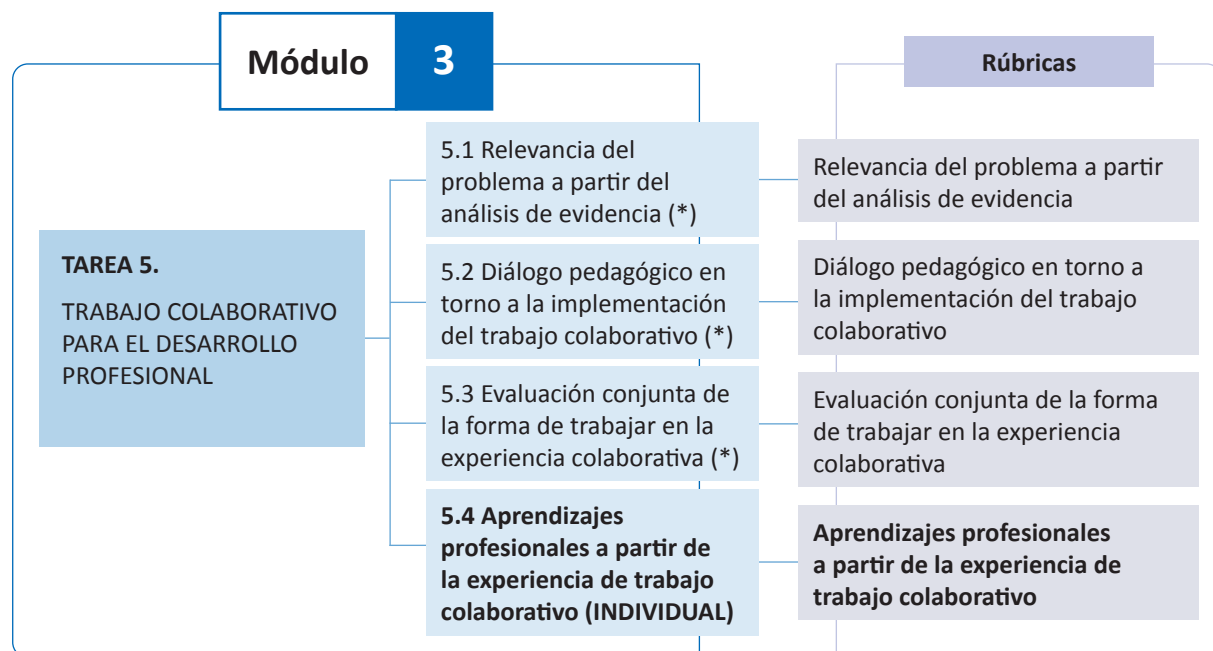 Módulo 3
Rúbricas
TAREA 5.
TRABAJO COLABORATIVO
PARA EL DESARROLLO
PROFESIONAL
5.1 Relevancia del
problema a partir del
análisis de evidencia (*)
Relevancia del problema a partir
del análisis de evidencia
5.2 Diálogo pedagógico en
torno a la implementación
del trabajo colaborativo (*)
Diálogo pedagógico en torno a
la implementación del trabajo
colaborativo
5.3 Evaluación conjunta de
la forma de trabajar en la
experiencia colaborativa (*)
Evaluación conjunta de la forma
de trabajar en la experiencia
colaborativa
5.4 Aprendizajes
profesionales a partir de
la experiencia de trabajo
colaborativo (INDIVIDUAL)
Aprendizajes profesionales
a partir de la experiencia de
trabajo colaborativo